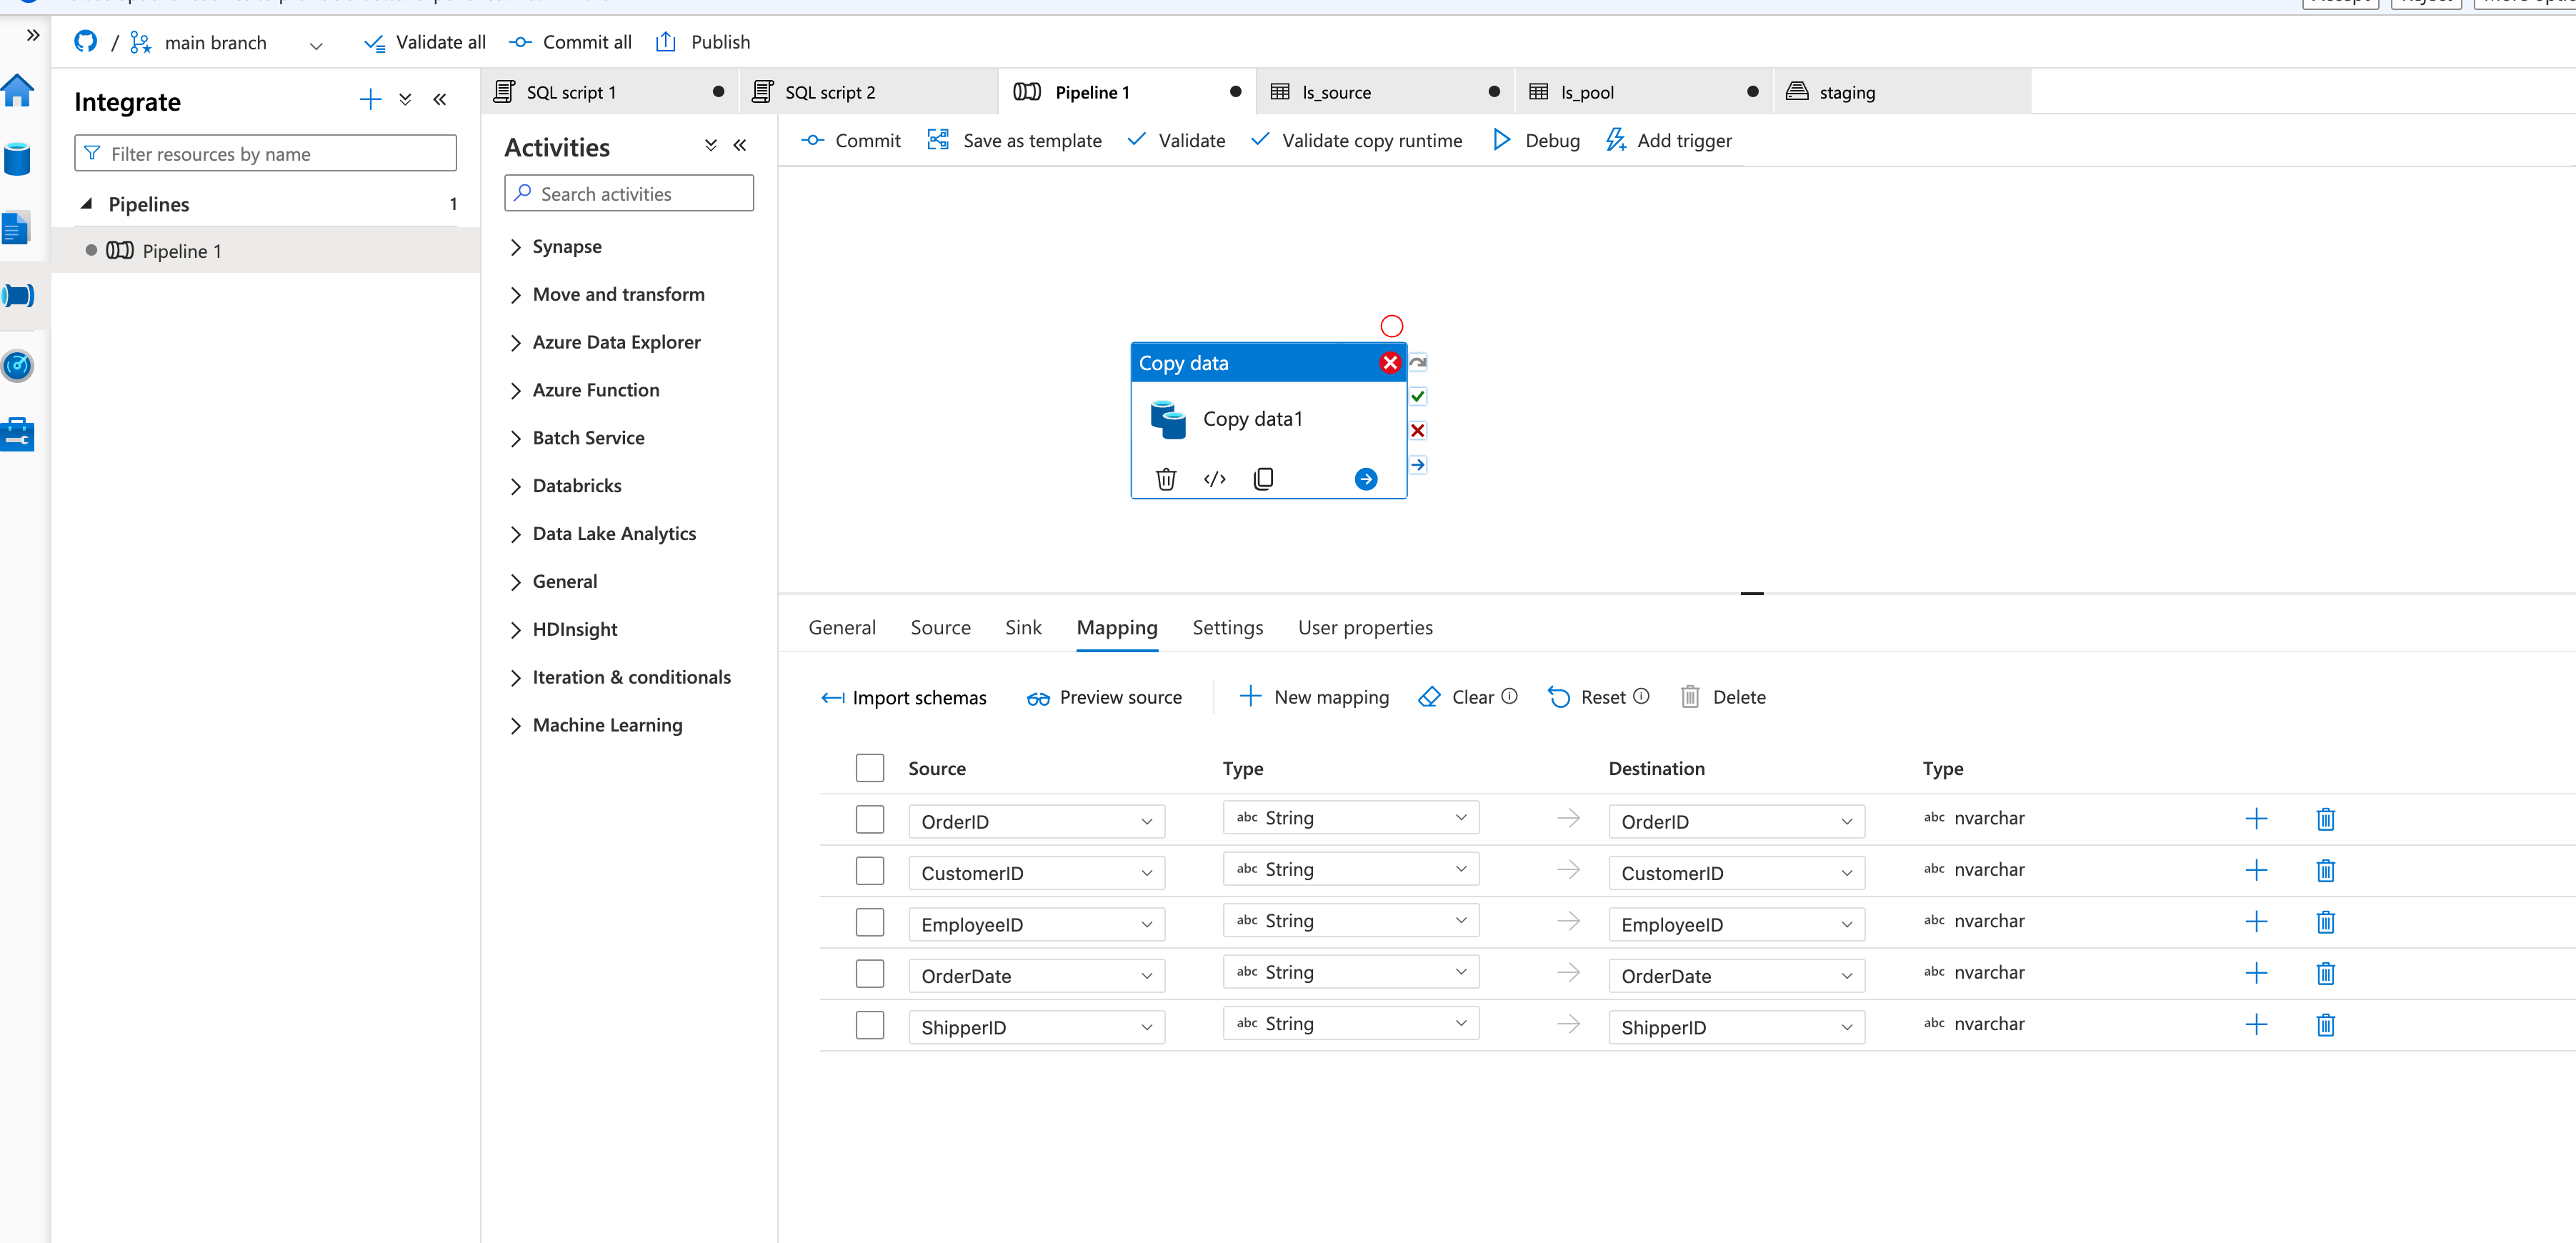 / main branch Validate all Commit all Publish
Integrate
Filter resources by name
Pipelines 1
Pipeline 1
SQL script 1
SQL script 2
Pipeline 1
ls_source
ls_pool
staging
Activities
Search activities
Synapse
Move and transform
Azure Data Explorer
Azure Function
Batch Service
Databricks
Data Lake Analytics
General
HDInsight
Iteration & conditionals
Machine Learning
Commit Save as template Validate Validate copy runtime Debug Add trigger
Copy data
Copy data1
General Source Sink Mapping Settings User properties
Import schemas Preview source New mapping Clear Reset Delete
Source Type Destination Type
OrderID abc String OrderID abc nvarchar
CustomerID abc String CustomerID abc nvarchar
EmployeeID abc String EmployeeID abc nvarchar
OrderDate abc String OrderDate abc nvarchar
ShipperID abc String ShipperID abc nvarchar